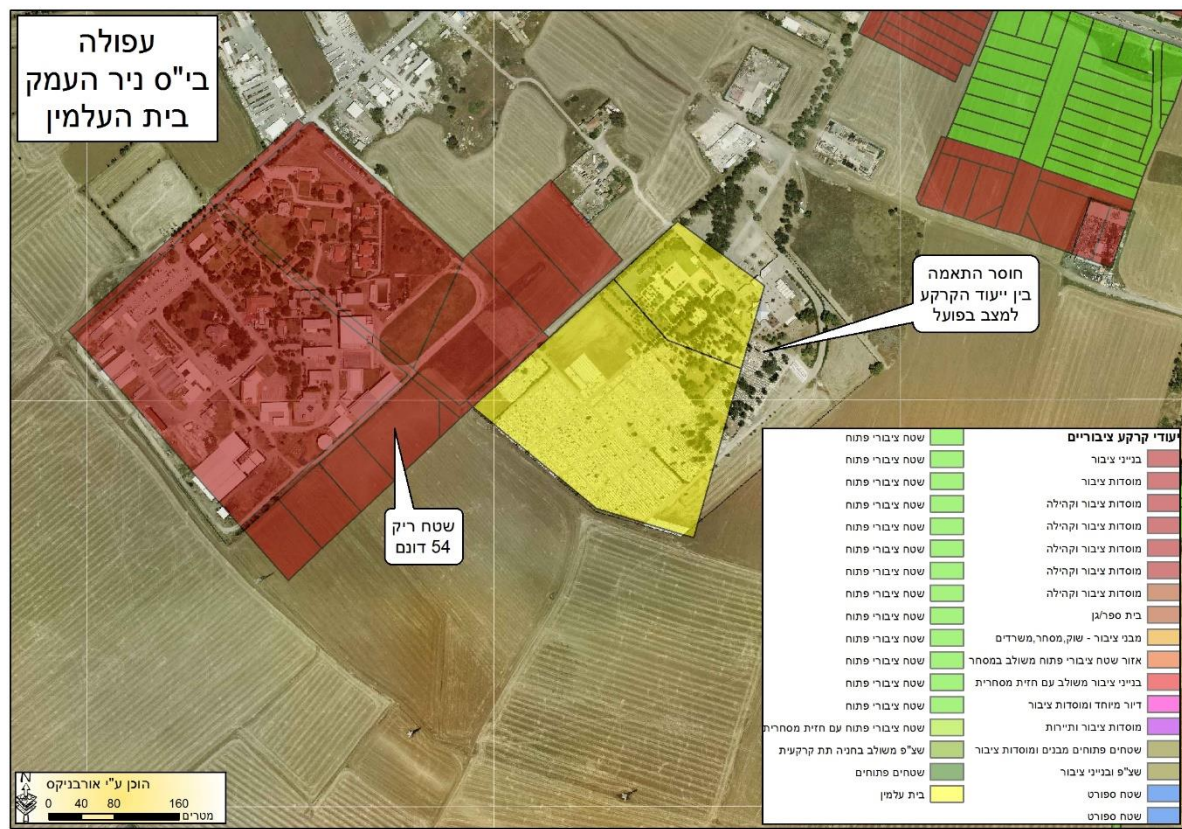 עפולה
בי"ס ניר העמק
בית העלמין
חוסר התאמה
בין ייעוד הקרקע
למצב בפועל
שטח ריק
54 דונם
יעודי קרקע ציבוריים
בנייני ציבור
מוסדות ציבור
מוסדות ציבור וקהילה
מוסדות ציבור וקהילה
מוסדות ציבור וקהילה
מוסדות ציבור וקהילה
מוסדות ציבור וקהילה
בית ספר/גן
מבני ציבור - שוק,מסחר,משרדים
אזור שטח ציבורי פתוח משולב במסחר
בנייני ציבור משולב עם חזית מסחרית
דיור מיוחד ומוסדות ציבור
מוסדות ציבור ותיירות
שטחים פתוחים מבנים ומוסדות ציבור
שצ"פ ובנייני ציבור
שטח ספורט
שטח ספורט
שטח ציבורי פתוח
שטח ציבורי פתוח
שטח ציבורי פתוח
שטח ציבורי פתוח
שטח ציבורי פתוח
שטח ציבורי פתוח
שטח ציבורי פתוח
שטח ציבורי פתוח
שטח ציבורי פתוח
שטח ציבורי פתוח
שטח ציבורי פתוח
שטח ציבורי פתוח
שטח ציבורי פתוח
שטח ציבורי פתוח עם חזית מסחרית
שצ"פ משולב בחניה תת קרקעית
שטחים פתוחים
בית עלמין
הוכן ע"י אורבניקס
N
0 40 80 160
מטרים